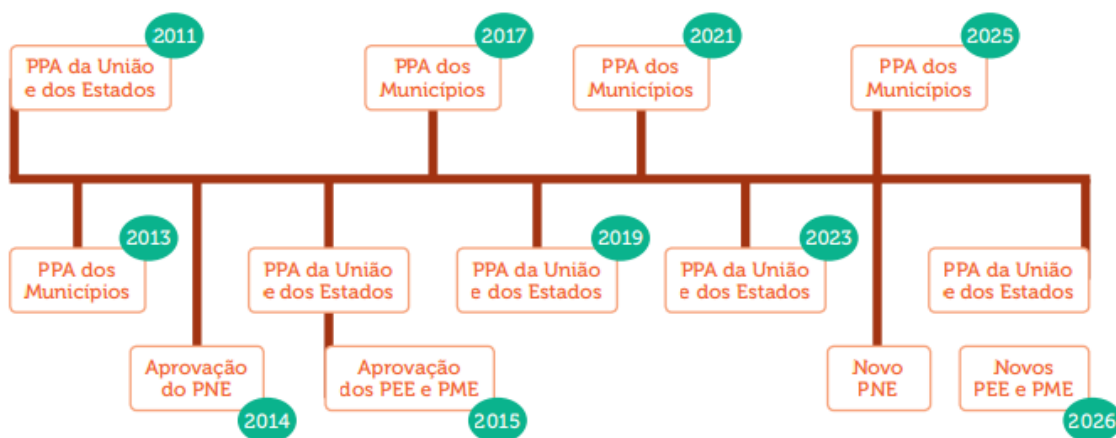 2011
PPA da União
e dos Estados
2017
PPA dos
Municípios
2021
PPA dos
Municípios
2025
PPA dos
Municípios
2013
PPA dos
Municípios
PPA da União
e dos Estados
2019
PPA da União
e dos Estados
2023
PPA da União
e dos Estados
PPA da União
e dos Estados
Aprovação
do PNE
2014
Aprovação
dos PEE e PME
2015
Novo
PNE
Novos
PEE e PME
2026